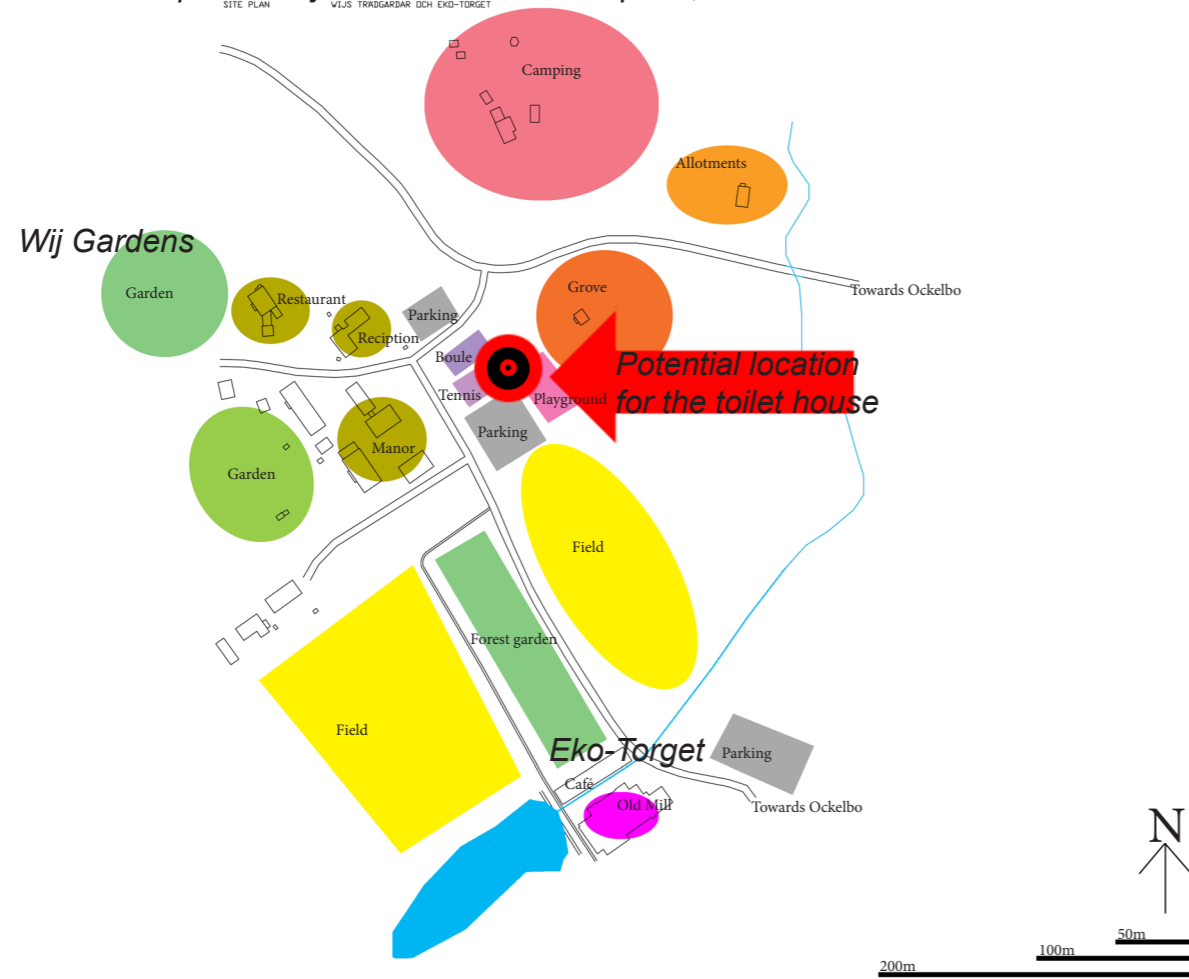 SITE PLAN
WIJS TRÄDGARDAR OCH EKO-TORGET
Camping
Allotments
Wij Gardens
Garden
Restaurant
Grove
Towards Ockelbo
Parking
Reciption
Boule
Potential location
for the toilet house
Tennis
Playground
Parking
Manor
Garden
Field
Forest garden
Field
Eko-Torget
Parking
Café
Old Mill
Towards Ockelbo
N
50m
100m
200m